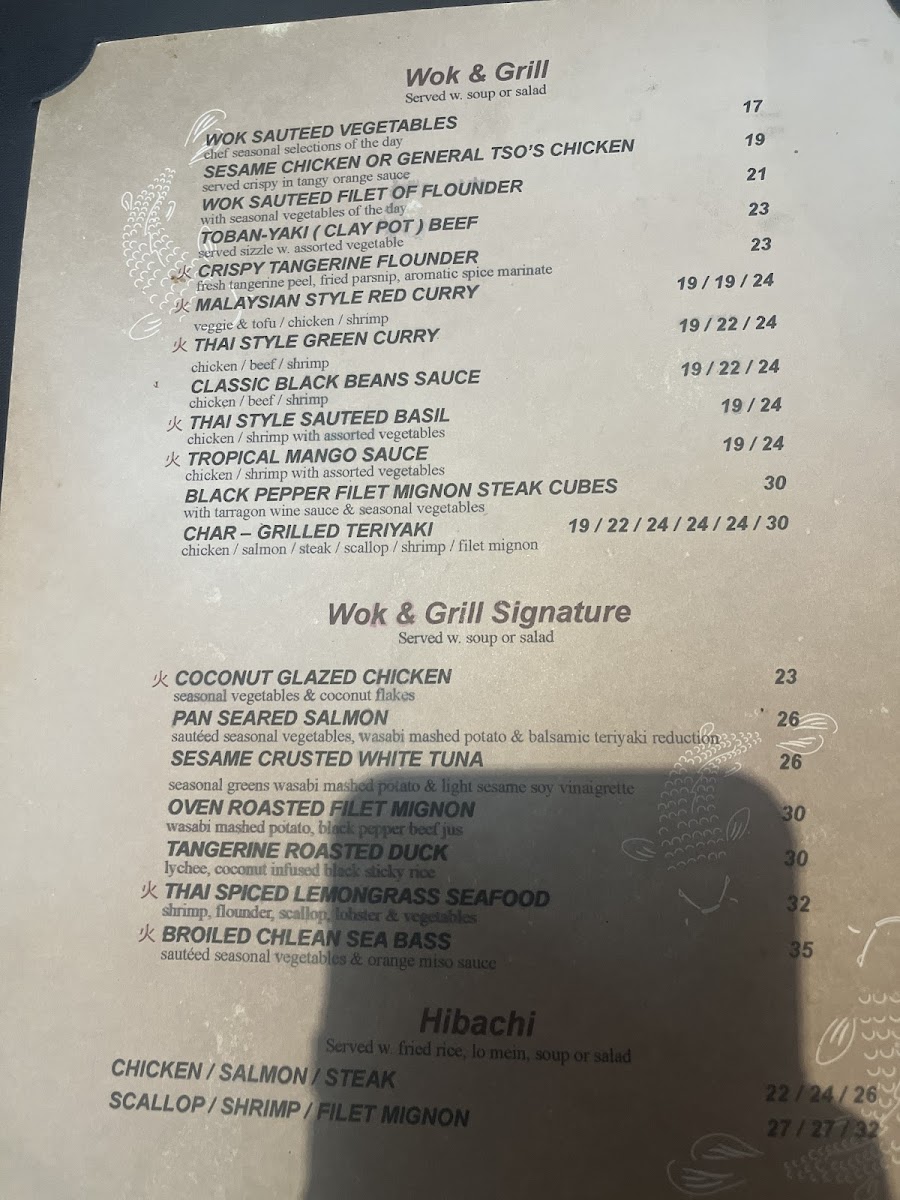 Wok & Grill
Served w. soup or salad
WOK SAUTEED VEGETABLES 17
chef seasonal selections of the day
SESAME CHICKEN OR GENERAL TSO'S CHICKEN 19
served crispy in tangy orange sauce
WOK SAUTEED FILET OF FLOUNDER 21
with seasonal vegetables of the day
TOBAN-YAKI ( CLAY POT ) BEEF 23
served sizzle w. assorted vegetable
火 CRISPY TANGERINE FLOUNDER 23
fresh tangerine peel, fried parsnip, aromatic spice marinate
火 MALAYSIAN STYLE RED CURRY 19 / 19 / 24
veggie & tofu / chicken / shrimp
火 THAI STYLE GREEN CURRY 19 / 22 / 24
chicken / beef / shrimp
CLASSIC BLACK BEANS SAUCE 19 / 22 / 24
chicken / beef / shrimp
火 THAI STYLE SAUTEED BASIL 19 / 24
chicken / shrimp with assorted vegetables
火 TROPICAL MANGO SAUCE 19 / 24
chicken / shrimp with assorted vegetables
BLACK PEPPER FILET MIGNON STEAK CUBES 30
with tarragon wine sauce & seasonal vegetables
CHAR – GRILLED TERIYAKI 19 / 22 / 24 / 24 / 24 / 30
chicken / salmon / steak / scallop / shrimp / filet mignon
Wok & Grill Signature
Served w. soup or salad
火 COCONUT GLAZED CHICKEN 23
seasonal vegetables & coconut flakes
PAN SEARED SALMON 26
sautéed seasonal vegetables, wasabi mashed potato & balsamic teriyaki reduction
SESAME CRUSTED WHITE TUNA 26
seasonal greens wasabi mashed potato & light sesame soy vinaigrette
OVEN ROASTED FILET MIGNON 30
wasabi mashed potato, black pepper beef jus
TANGERINE ROASTED DUCK 30
lychee, coconut infused black sticky rice
火 THAI SPICED LEMONGRASS SEAFOOD 32
shrimp, flounder, scallop, lobster & vegetables
火 BROILED CHLEAN SEA BASS 35
sautéed seasonal vegetables & orange miso sauce
Hibachi
Served w. fried rice, lo mein, soup or salad
CHICKEN / SALMON / STEAK 22 / 24 / 26
SCALLOP / SHRIMP / FILET MIGNON 27 / 27 / 32